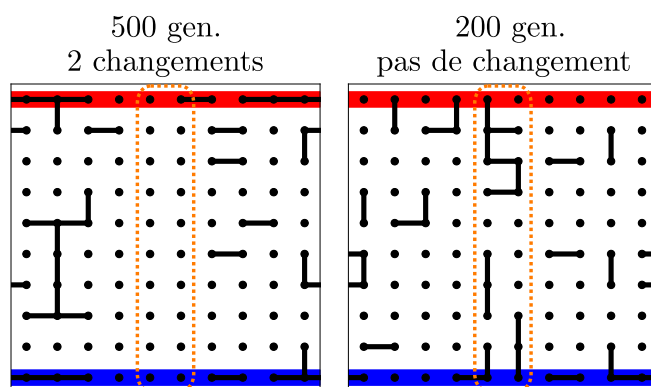 500 gen.
2 changements
200 gen.
pas de changement